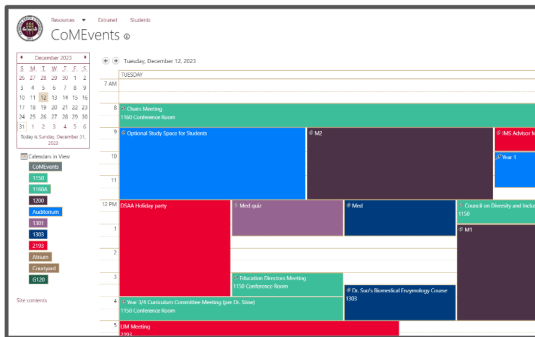 Resources Extranet Students
CoMEvents
December 2023
S M T W T F S
26 27 28 29 30 1 2
3 4 5 6 7 8 9
10 11 12 13 14 15 16
17 18 19 20 21 22 23
24 25 26 27 28 29 30
31 1 2 3 4 5 6
Today is Sunday, December 31,
2023
Calendars in View
CoMEvents
1150
1160A
1200
Auditorium
1301
1303
2193
Atrium
Courtyard
G120
Site contents
Tuesday, December 12, 2023
TUESDAY
7 AM
8
Chairs Meeting
1160 Conference Room
9
Optional Study Space for Students
M2
IMS Advisor M
10
Year 1
11
12 PM
OSAA Holiday party
Med quiz
Med
Council on Diversity and Inclus
1150
1
M1
2
3
Education Directors Meeting
1150 Conference Room
Dr. Sun's Biomedical Enzymology Course
1303
4
Year 3/4 Curriculum Committee Meeting (per Dr. Stine)
1150 Conference Room
5
LIM Meeting
2193